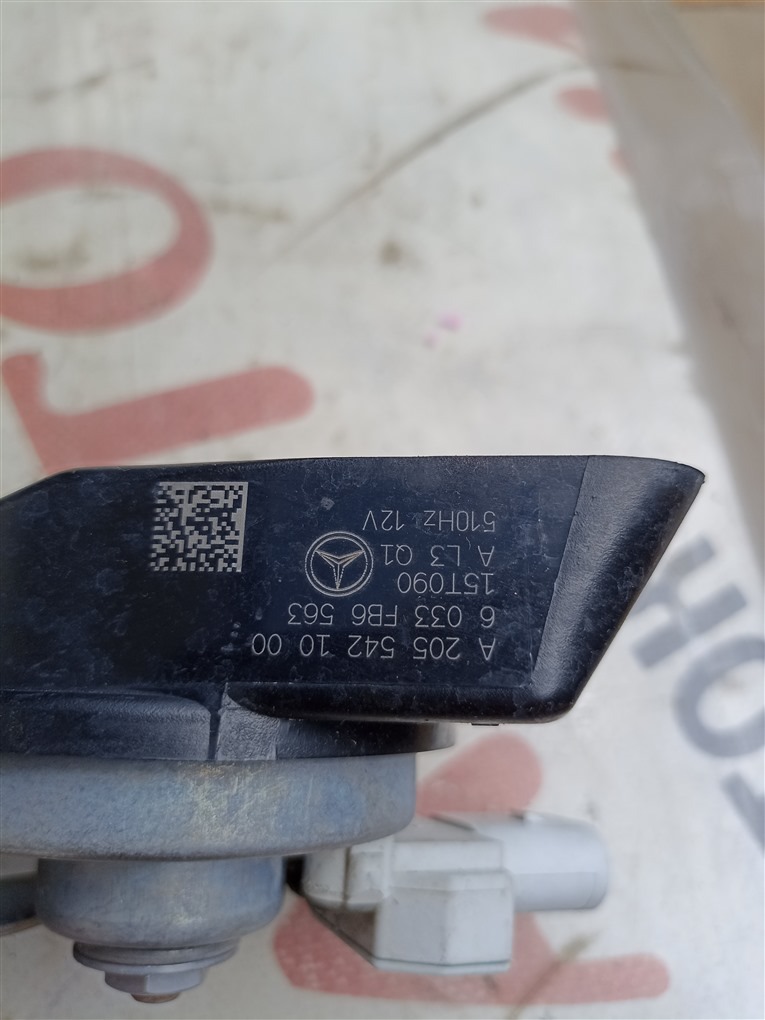 A 205 542 10 00
6 033 FB6 563
15T090
A L3 Q1
510Hz 12V